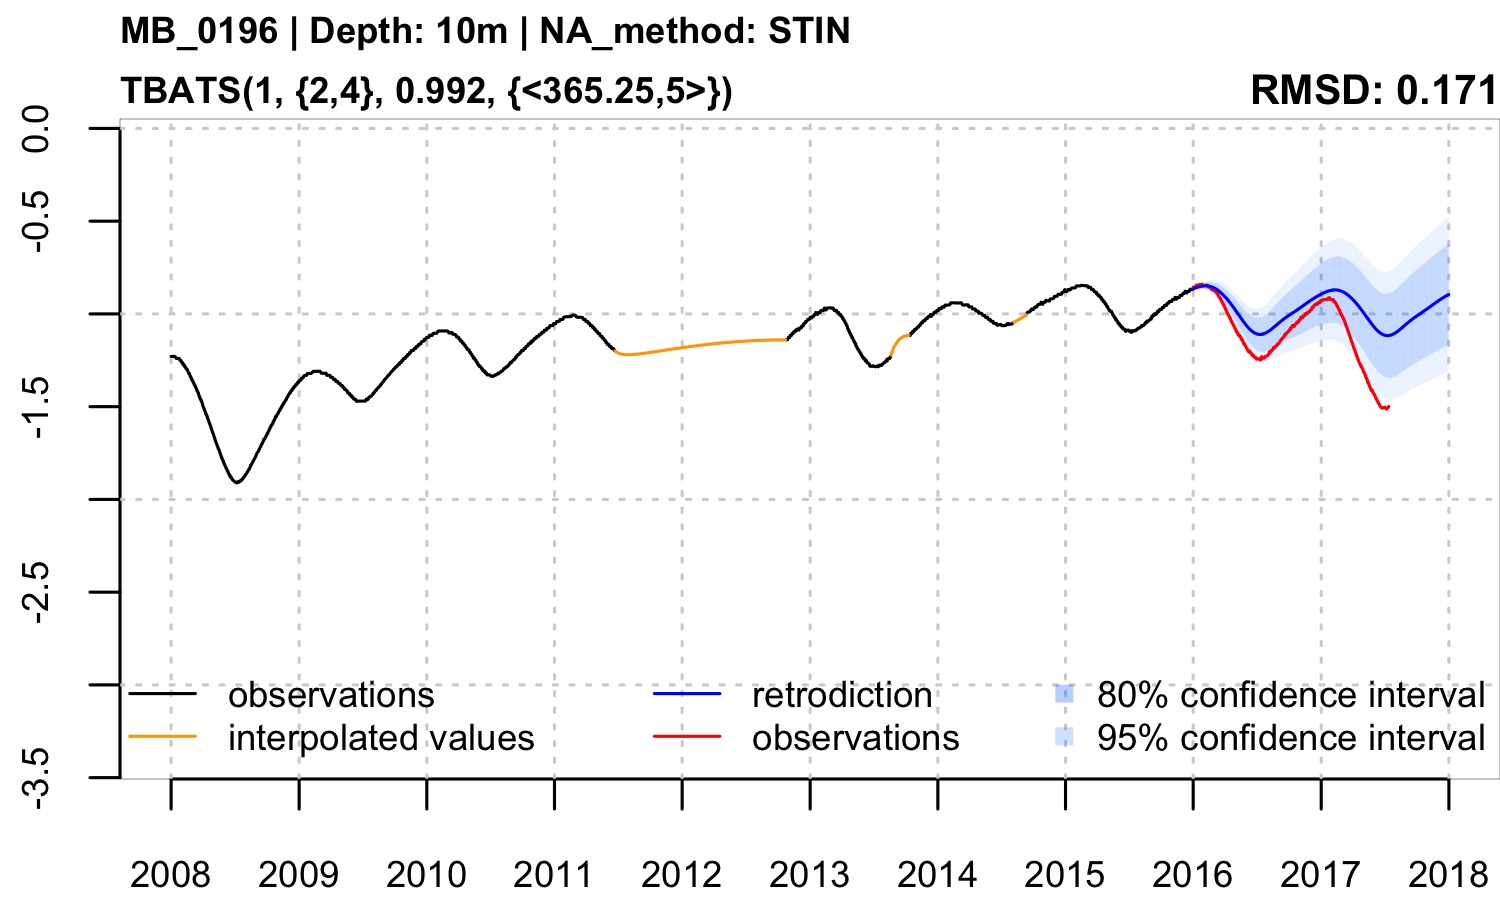 MB_0196 | Depth: 10m | NA_method: STIN
TBATS(1, {2,4}, 0.992, {<365.25,5>})
RMSD: 0.171
0.0
-0.5
-1.5
-2.5
-3.5
observations
retrodiction
80% confidence interval
interpolated values
observations
95% confidence interval
2008 2009 2010 2011 2012 2013 2014 2015 2016 2017 2018